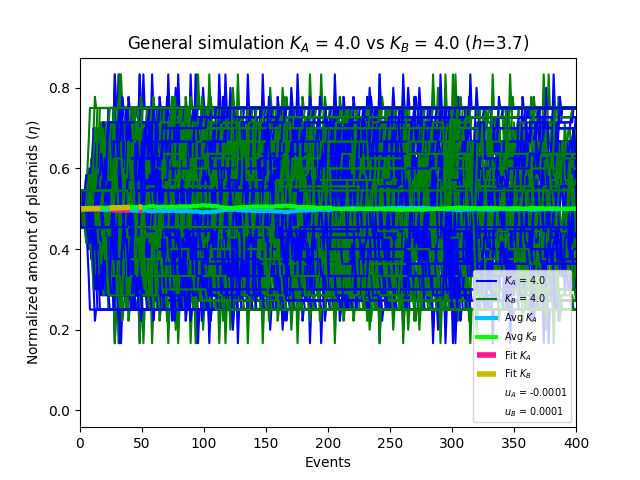 General simulation K_A = 4.0 vs K_B = 4.0 (h=3.7)
Normalized amount of plasmids (η)
0.8
0.6
0.4
0.2
0.0
K_A = 4.0
K_B = 4.0
Avg K_A
Avg K_B
Fit K_A
Fit K_B
u_A = -0.0001
u_B = 0.0001
0 50 100 150 200 250 300 350 400
Events